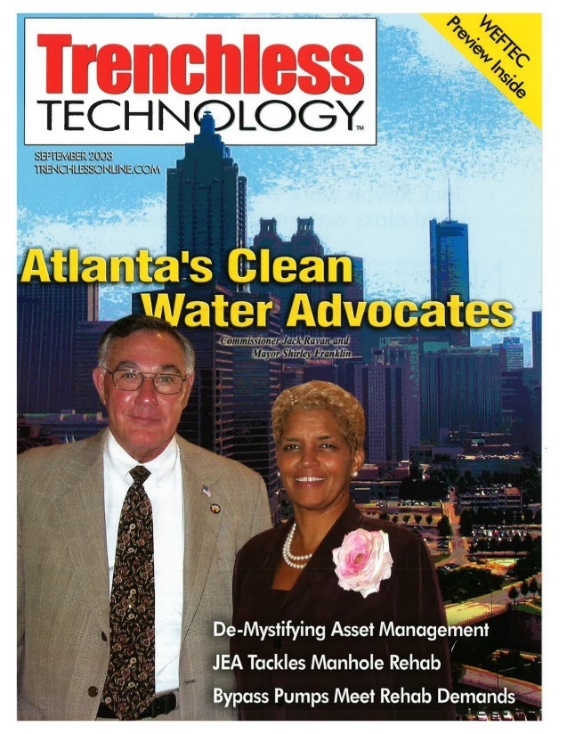 Trenchless
TECHNOLOGY™
WEFTEC
Preview Inside
SEPTEMBER 2003
TRENCHLESSONLINE.COM
Atlanta's Clean
Water Advocates
Commissioner Jack Ravan and
Mayor Shirley Franklin
De-Mystifying Asset Management
JEA Tackles Manhole Rehab
Bypass Pumps Meet Rehab Demands